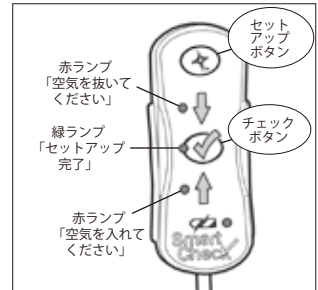 セット
アップ
ボタン
赤ランプ
「空気を抜いて
ください」
緑ランプ
「セットアップ
完了」
チェック
ボタン
赤ランプ
「空気を入れて
ください」
Smart
Check